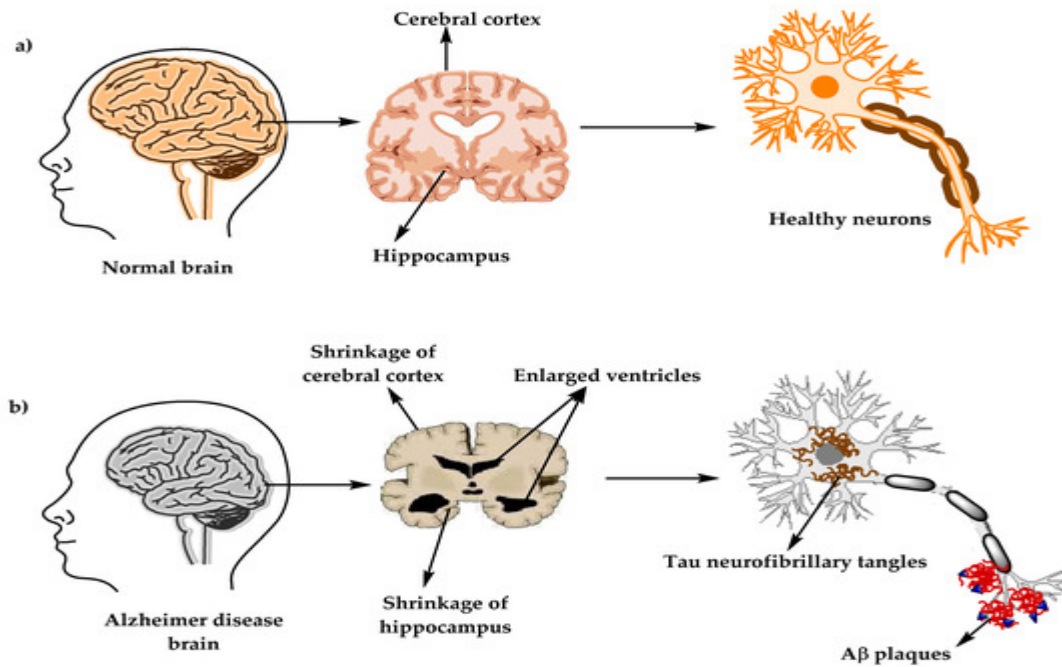 Cerebral cortex
a)
Healthy neurons
Hippocampus
Normal brain
Shrinkage of
cerebral cortex
Enlarged ventricles
b)
Tau neurofibrillary tangles
Shrinkage of
hippocampus
Alzheimer disease
brain
Aβ plaques